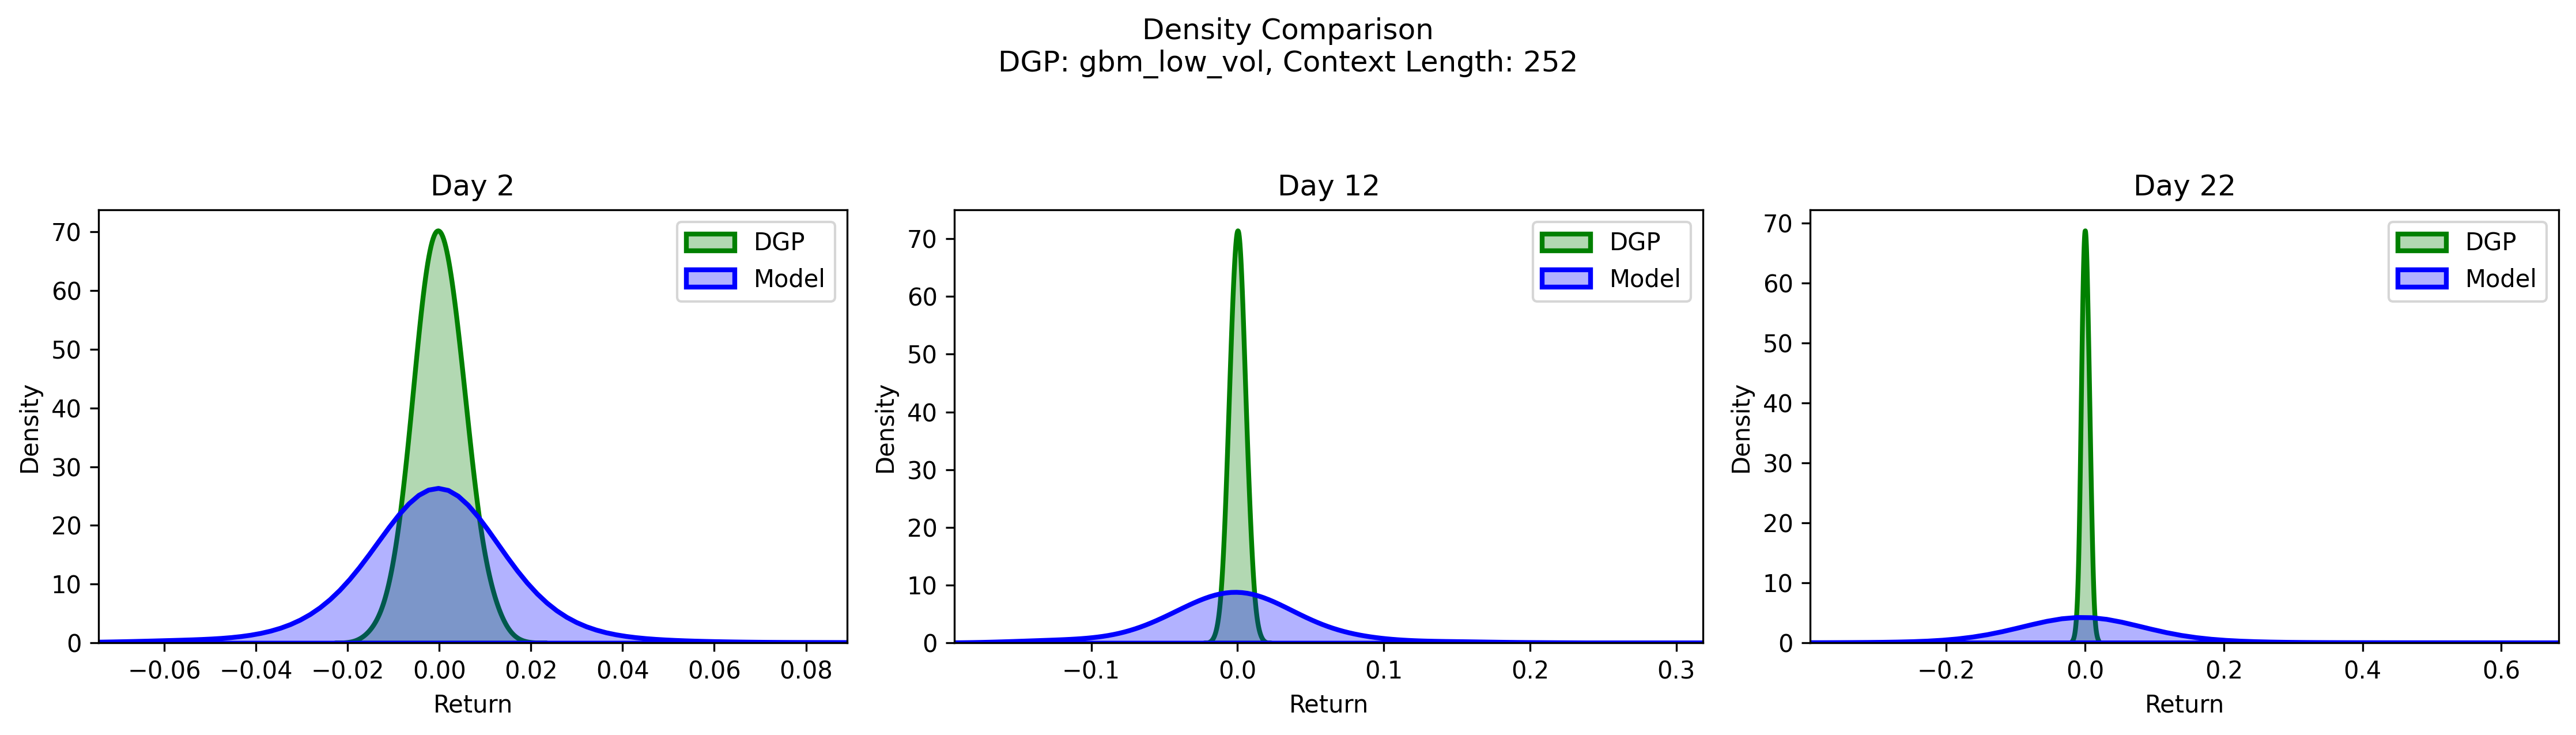 Density Comparison
DGP: gbm_low_vol, Context Length: 252
Day 2
70
60
50
40
30
20
10
0
Density
−0.06 −0.04 −0.02 0.00 0.02 0.04 0.06 0.08
Return
DGP
Model
Day 12
70
60
50
40
30
20
10
0
Density
−0.1 0.0 0.1 0.2 0.3
Return
DGP
Model
Day 22
70
60
50
40
30
20
10
0
Density
−0.2 0.0 0.2 0.4 0.6
Return
DGP
Model